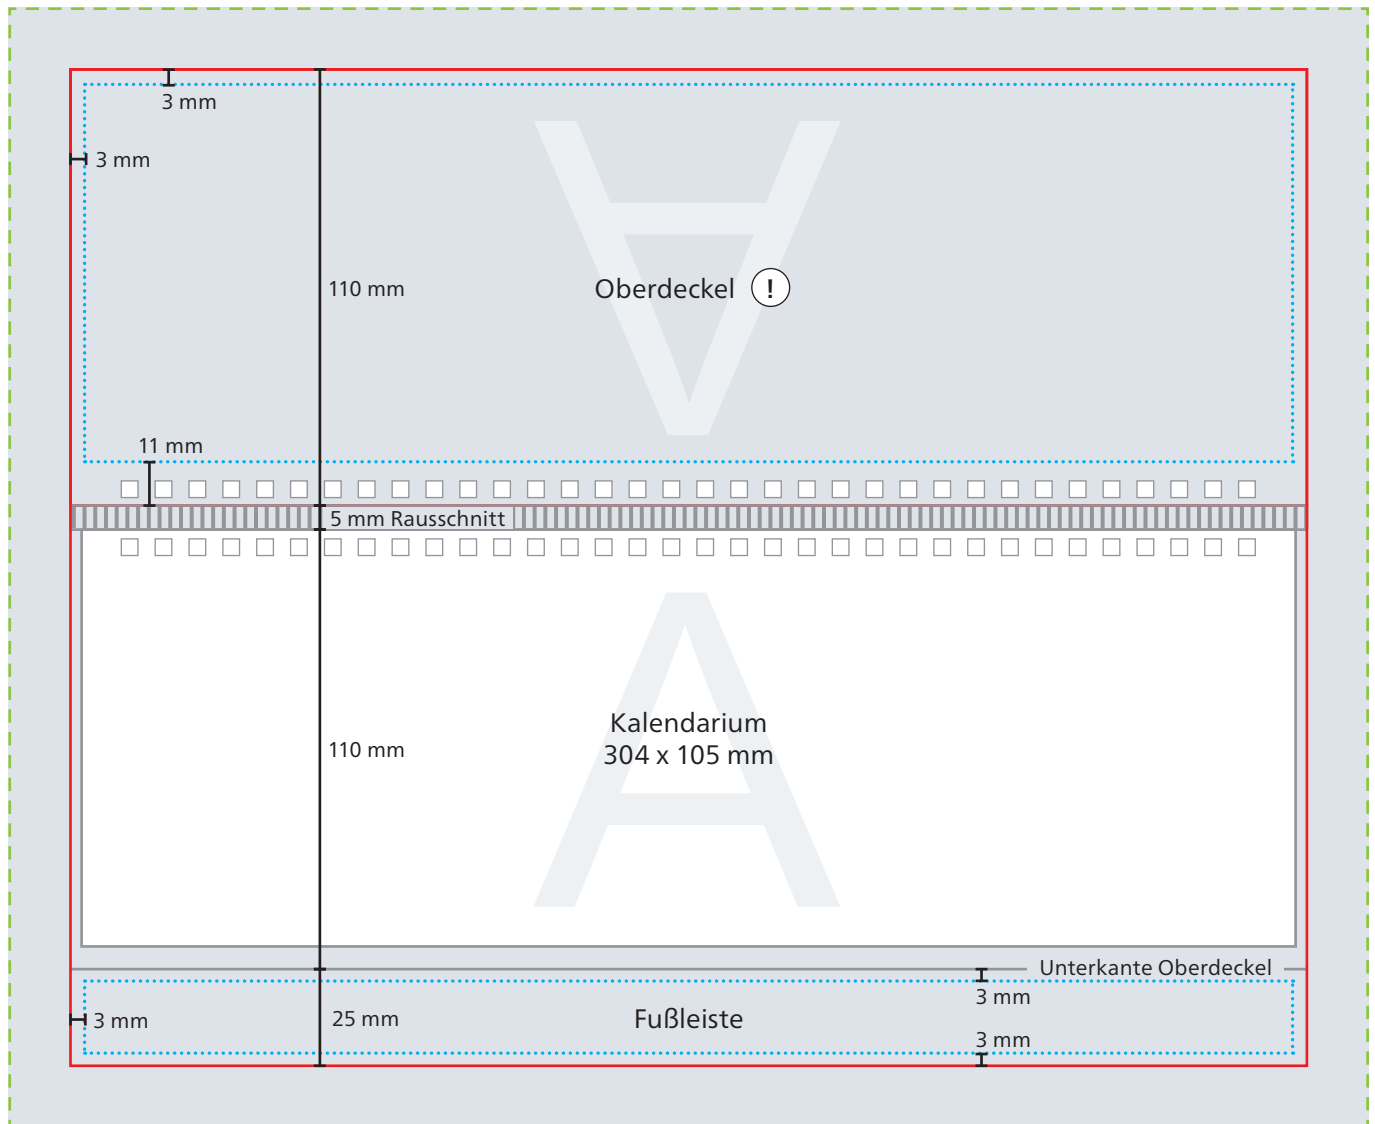 3 mm
3 mm
A
110 mm
Oberdeckel !
11 mm
5 mm Rausschnitt
A
Kalendarium
304 x 105 mm
110 mm
Unterkante Oberdeckel
3 mm
3 mm
25 mm
Fußleiste
3 mm